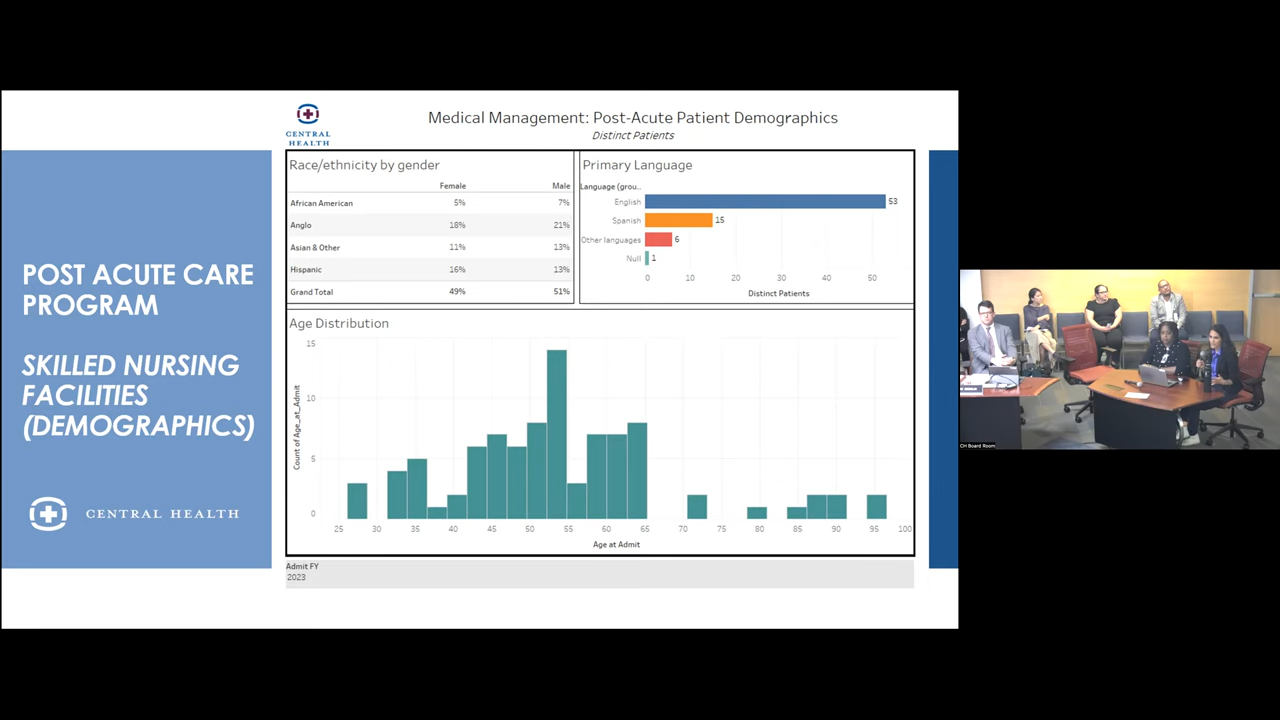 POST ACUTE CARE
PROGRAM
SKILLED NURSING
FACILITIES
(DEMOGRAPHICS)
CENTRAL HEALTH
CENTRAL
HEALTH
Medical Management: Post-Acute Patient Demographics
Distinct Patients
Race/ethnicity by gender
Female Male
African American 5% 7%
Anglo 18% 21%
Asian & Other 11% 13%
Hispanic 16% 13%
Grand Total 49% 51%
Primary Language
Language (grou..
English 53
Spanish 15
Other languages 6
Null 1
0 10 20 30 40 50
Distinct Patients
Age Distribution
Count of Age_at_Admit
15
10
5
0
25 30 35 40 45 50 55 60 65 70 75 80 85 90 95 100
Age at Admit
Admit FY
2023
CH Board Room